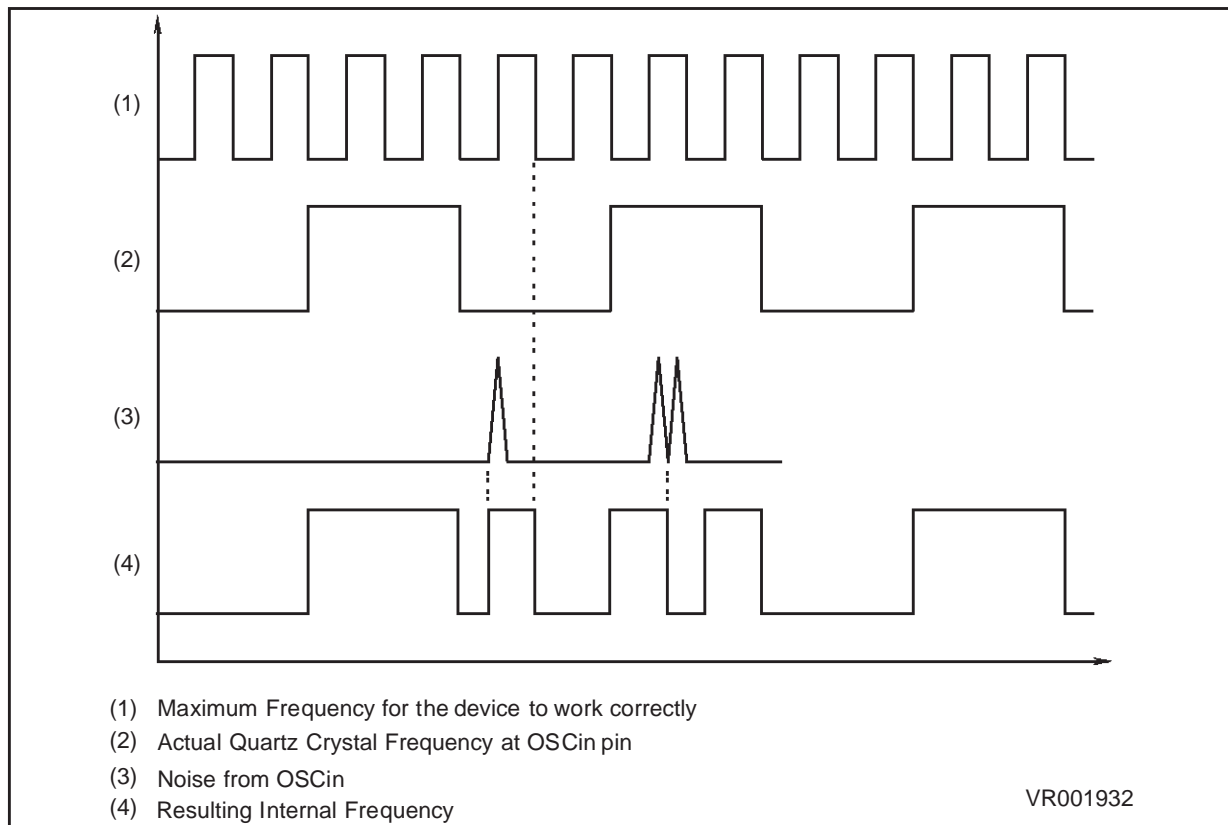 (1)
(2)
(3)
(4)
(1) Maximum Frequency for the device to work correctly
(2) Actual Quartz Crystal Frequency at OSCin pin
(3) Noise from OSCin
(4) Resulting Internal Frequency
VR001932